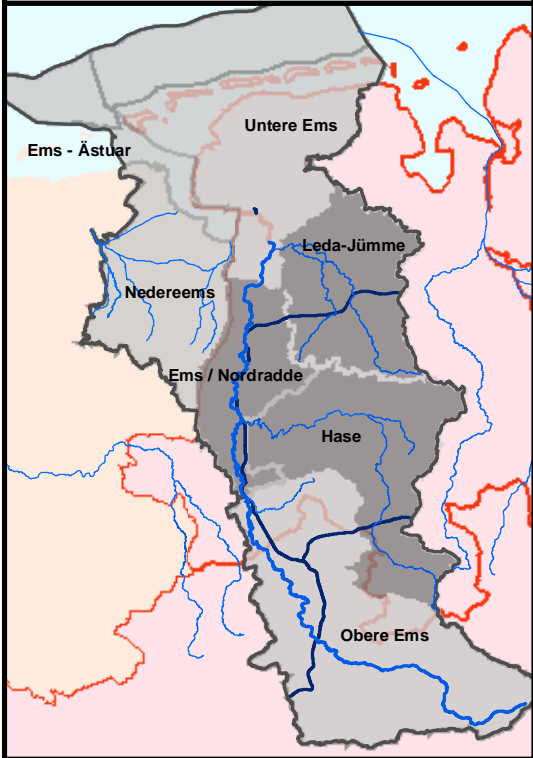 Untere Ems
Ems - Ästuar
Leda-Jümme
Nedereems
Ems / Nordradde
Hase
Obere Ems